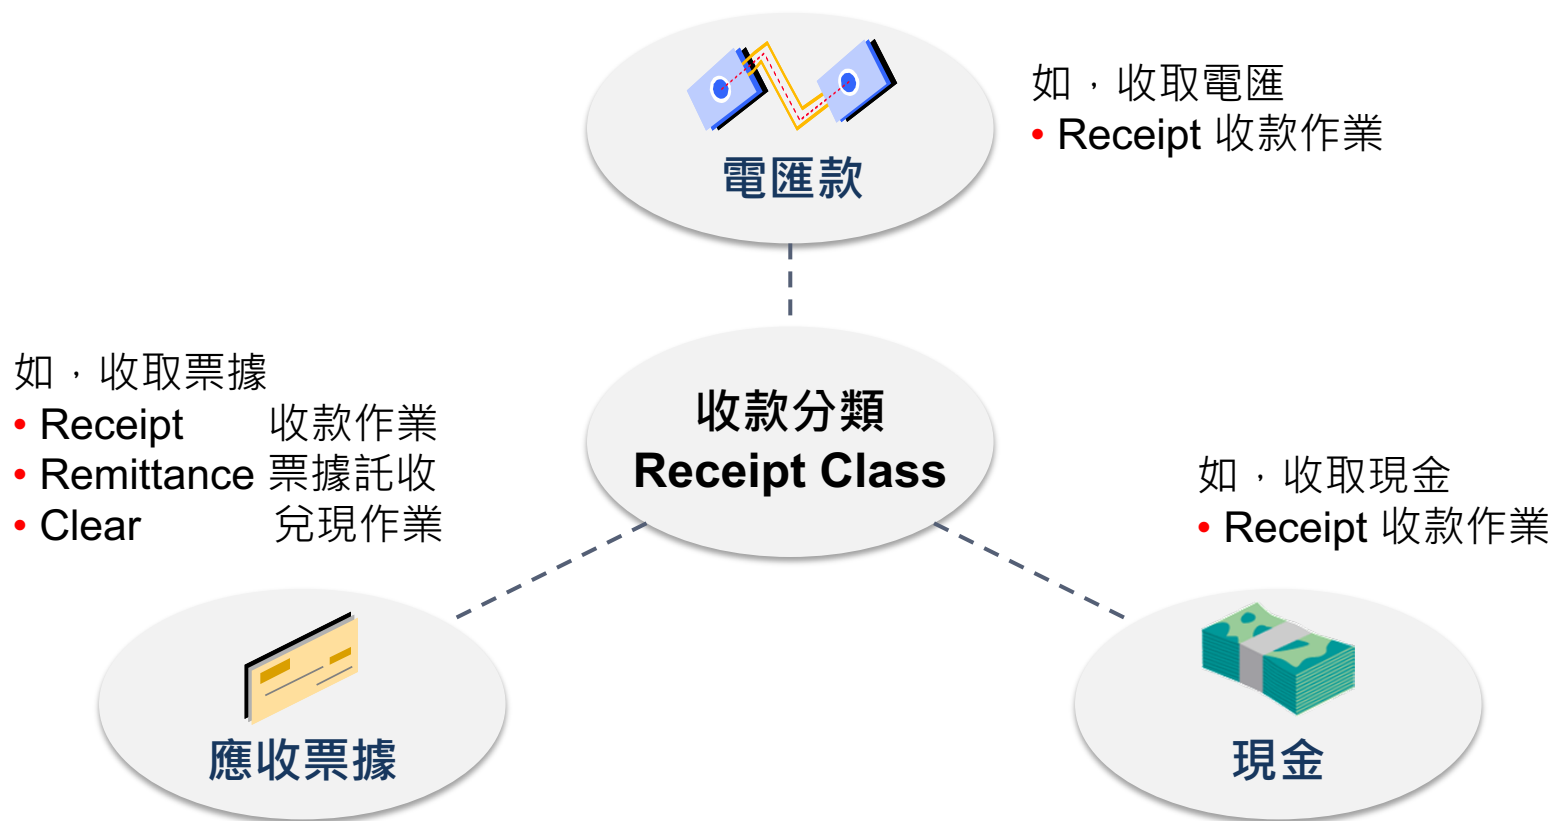 如，收取電匯
• Receipt 收款作業
電匯款
收款分類
Receipt Class
如，收取票據
• Receipt 收款作業
• Remittance 票據託收
• Clear 兌現作業
如，收取現金
• Receipt 收款作業
應收票據
現金